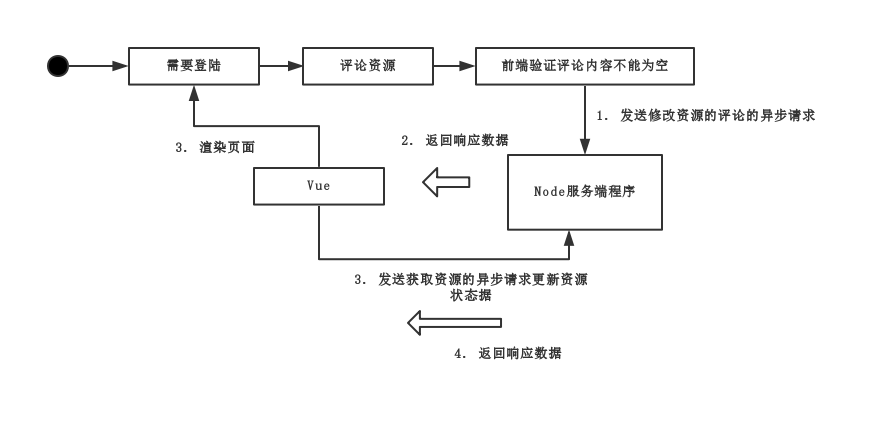 需要登陆
评论资源
前端验证评论内容不能为空
1. 发送修改资源的评论的异步请求
2. 返回响应数据
3. 渲染页面
Vue
Node服务端程序
3. 发送获取资源的异步请求更新资源
状态据
4. 返回响应数据